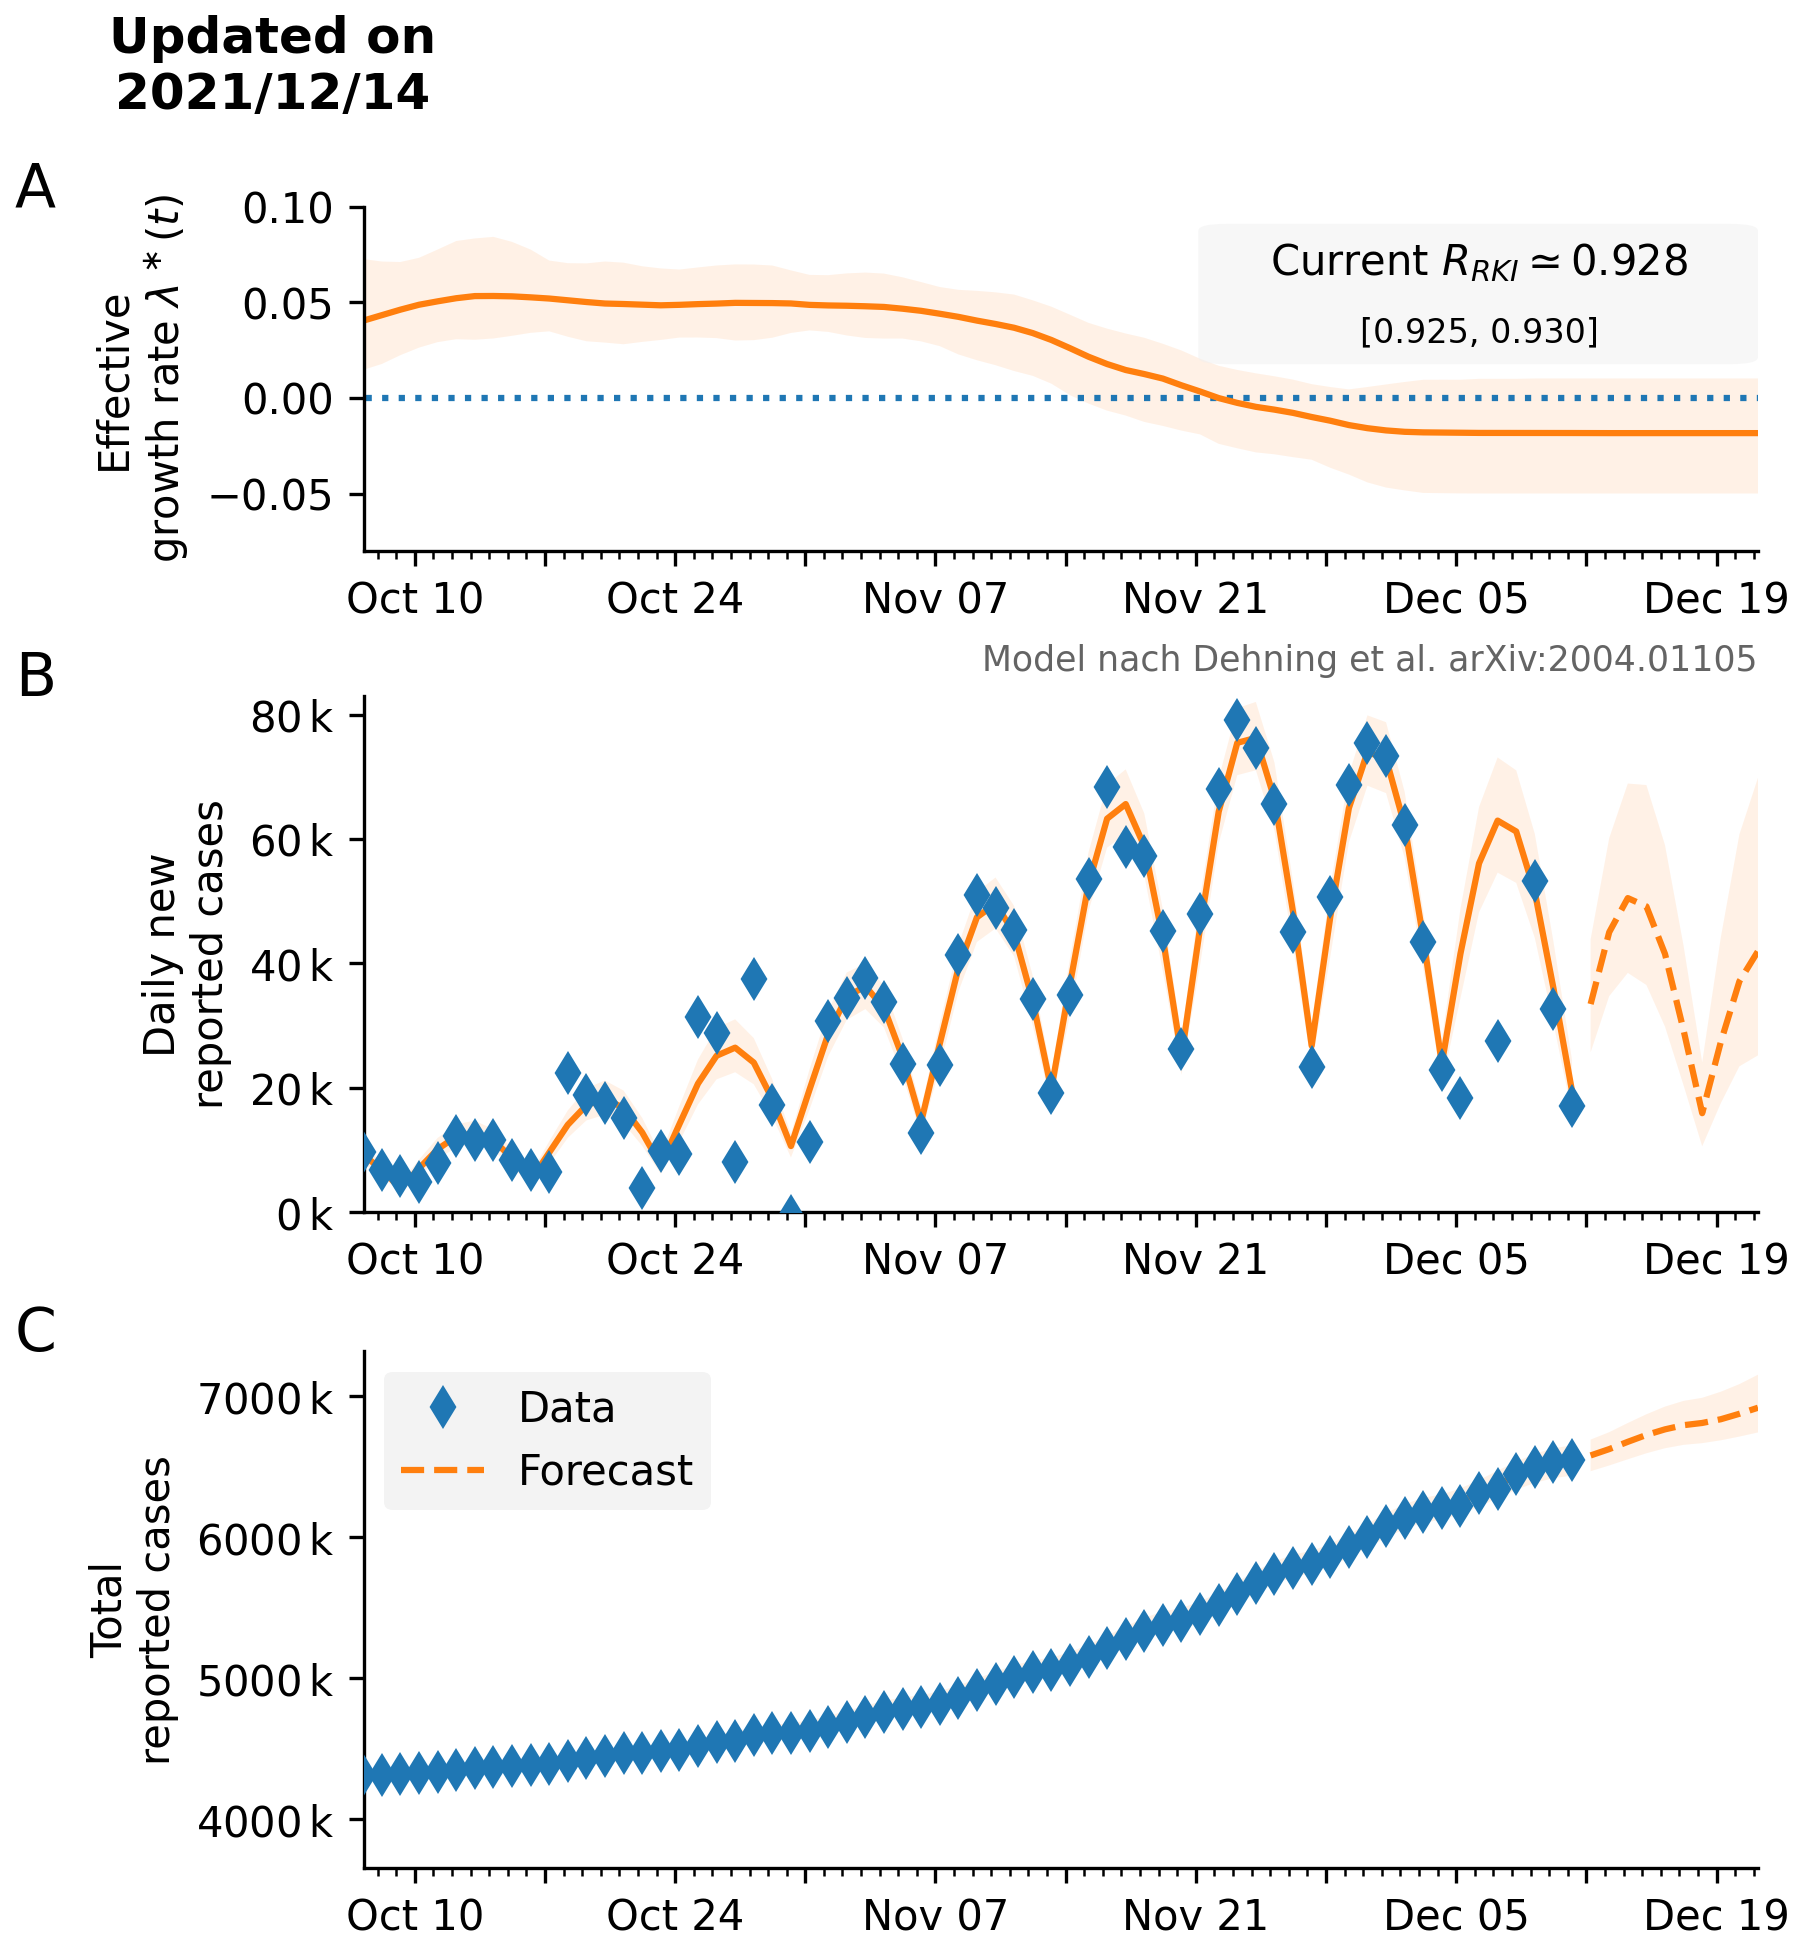 Updated on
2021/12/14
A
Effective
growth rate λ * (t)
0.10
0.05
0.00
−0.05
Current R_RKI ≃ 0.928
[0.925, 0.930]
Oct 10
Oct 24
Nov 07
Nov 21
Dec 05
Dec 19
Model nach Dehning et al. arXiv:2004.01105
B
Daily new
reported cases
80 k
60 k
40 k
20 k
0 k
Oct 10
Oct 24
Nov 07
Nov 21
Dec 05
Dec 19
C
Total
reported cases
7000 k
6000 k
5000 k
4000 k
Data
Forecast
Oct 10
Oct 24
Nov 07
Nov 21
Dec 05
Dec 19